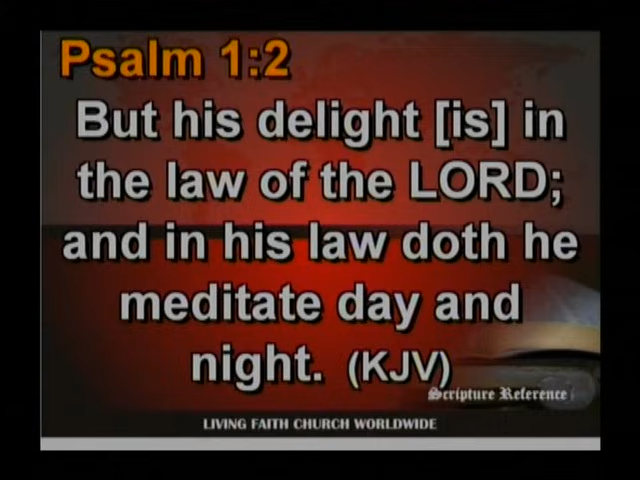 Psalm 1:2
But his delight [is] in
the law of the LORD;
and in his law doth he
meditate day and
night. (KJV)
Scripture Reference
LIVING FAITH CHURCH WORLDWIDE